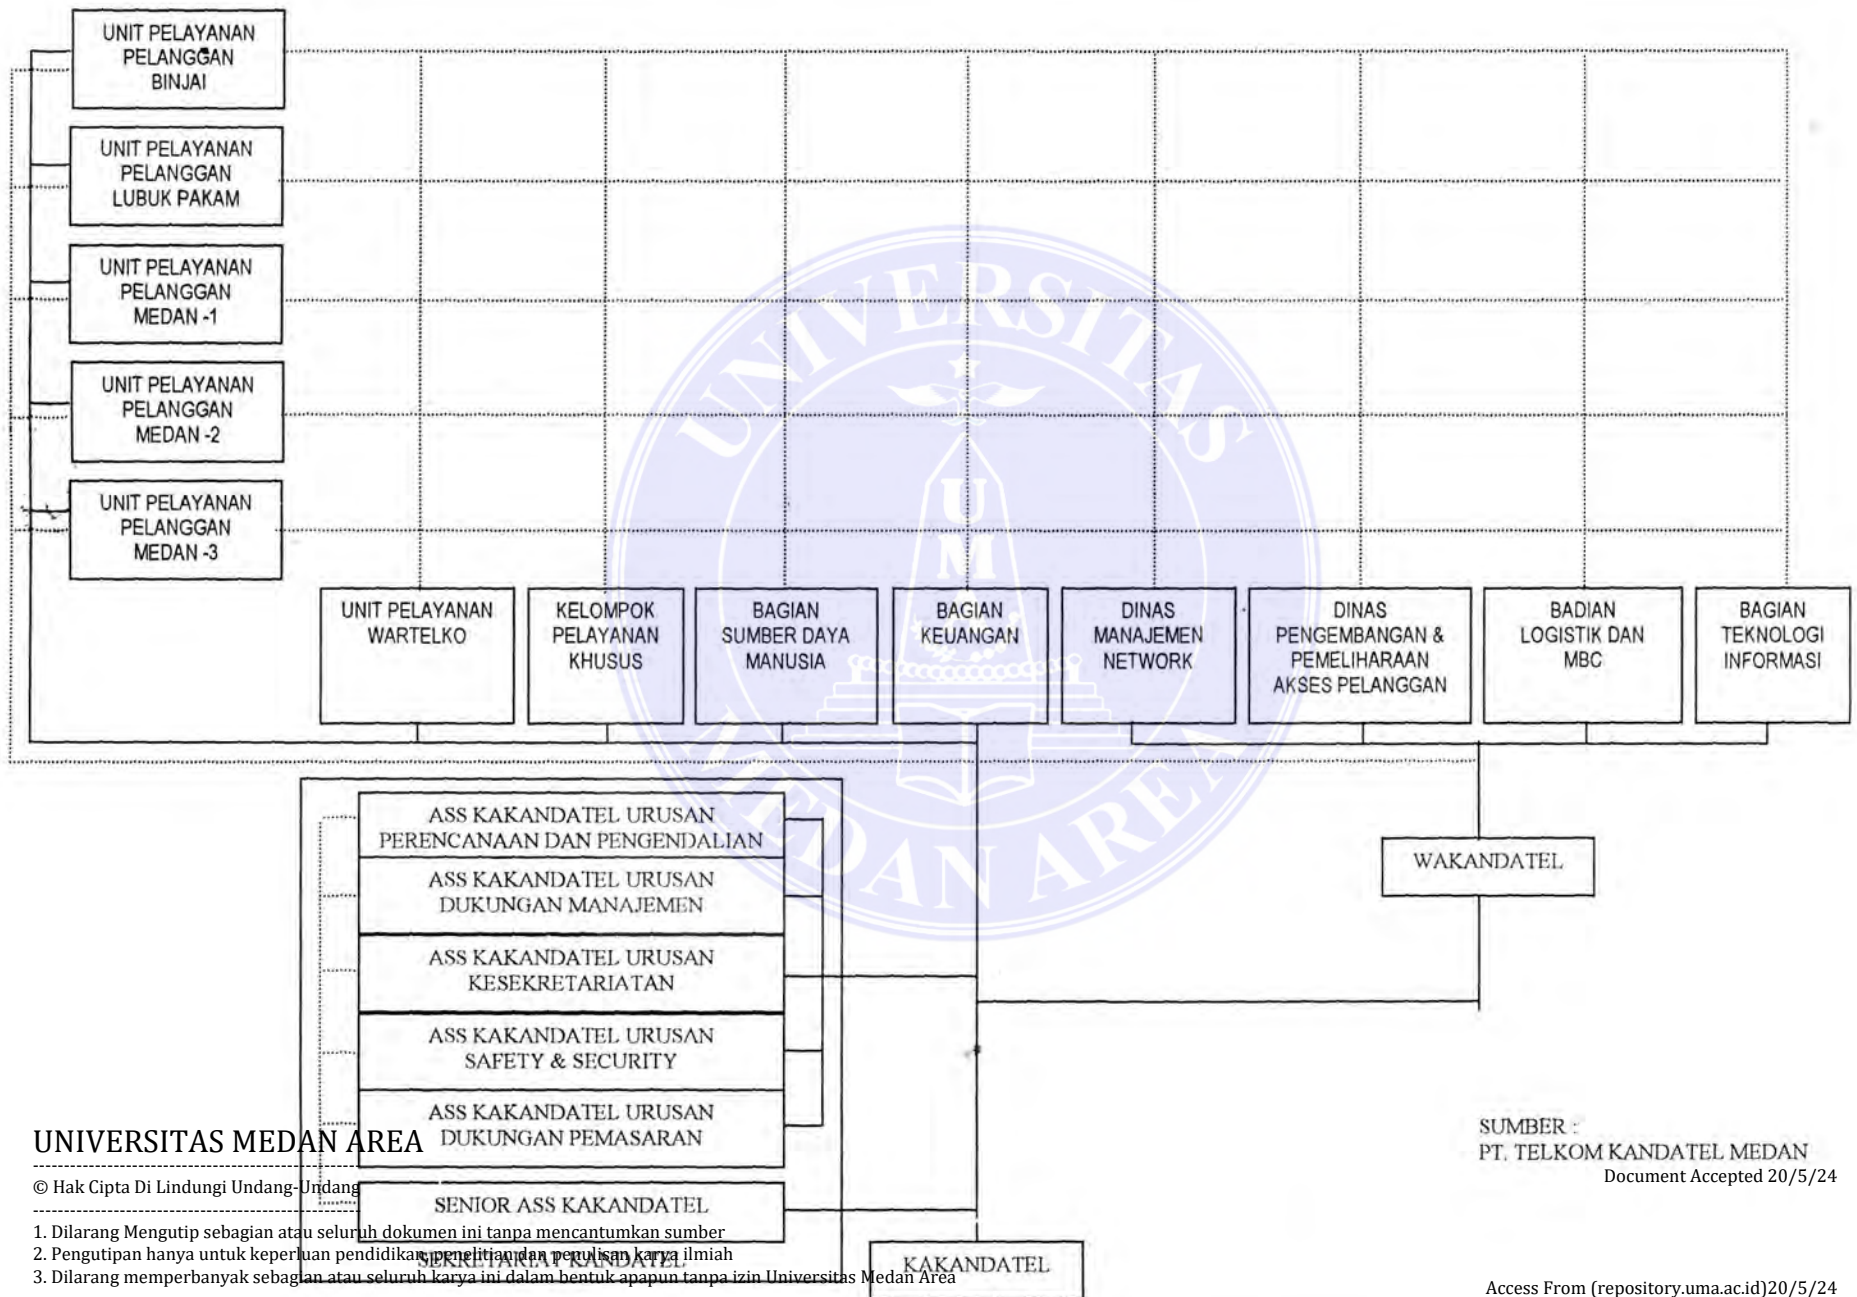 UNIT PELAYANAN
PELANGGAN
BINJAI
UNIT PELAYANAN
PELANGGAN
LUBUK PAKAM
UNIT PELAYANAN
PELANGGAN
MEDAN -1
UNIT PELAYANAN
PELANGGAN
MEDAN -2
UNIT PELAYANAN
PELANGGAN
MEDAN -3
UNIT PELAYANAN
WARTELKO
KELOMPOK
PELAYANAN
KHUSUS
BAGIAN
SUMBER DAYA
MANUSIA
BAGIAN
KEUANGAN
DINAS
MANAJEMEN
NETWORK
DINAS
PENGEMBANGAN &
PEMELIHARAAN
AKSES PELANGGAN
BADIAN
LOGISTIK DAN
MBC
BAGIAN
TEKNOLOGI
INFORMASI
UNIVERSITAS
U
M
A
MEDAN AREA
ASS KAKANDATEL URUSAN
PERENCANAAN DAN PENGENDALIAN
ASS KAKANDATEL URUSAN
DUKUNGAN MANAJEMEN
ASS KAKANDATEL URUSAN
KESEKRETARIATAN
ASS KAKANDATEL URUSAN
SAFETY & SECURITY
ASS KAKANDATEL URUSAN
DUKUNGAN PEMASARAN
SENIOR ASS KAKANDATEL
SEKRETARIAT KANDATEL
WAKANDATEL
KAKANDATEL
SUMBER :
PT. TELKOM KANDATEL MEDAN
UNIVERSITAS MEDAN AREA
© Hak Cipta Di Lindungi Undang-Undang
Document Accepted 20/5/24
1. Dilarang Mengutip sebagian atau seluruh dokumen ini tanpa mencantumkan sumber
2. Pengutipan hanya untuk keperluan pendidikan, penelitian dan penulisan karya ilmiah
3. Dilarang memperbanyak sebagian atau seluruh karya ini dalam bentuk apapun tanpa izin Universitas Medan Area
Access From (repository.uma.ac.id)20/5/24